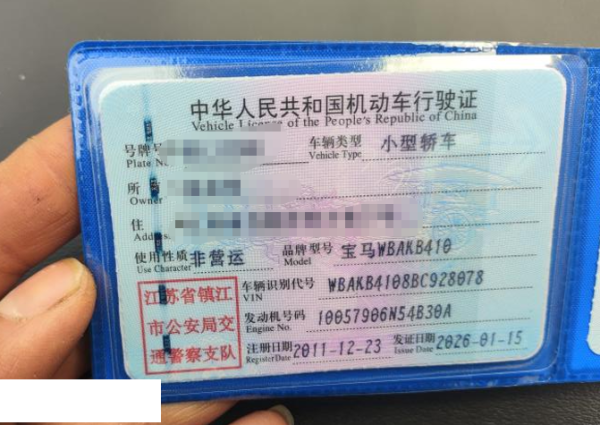 中华人民共和国机动车行驶证
Vehicle License of the People's Republic of China
号牌号 车辆类型 小型轿车
Plate No. Vehicle Type
所
Owner
住
Address
使用性质 非营运 品牌型号 宝马WBAKB410
Use Character Model
江苏省镇江
市公安局交
通警察支队
车辆识别代号 WBAKB4108BC928078
VIN
发动机号码 10057906N54B30A
Engine No.
注册日期 2011-12-23 发证日期 2026-01-15
Register Date Issue Date